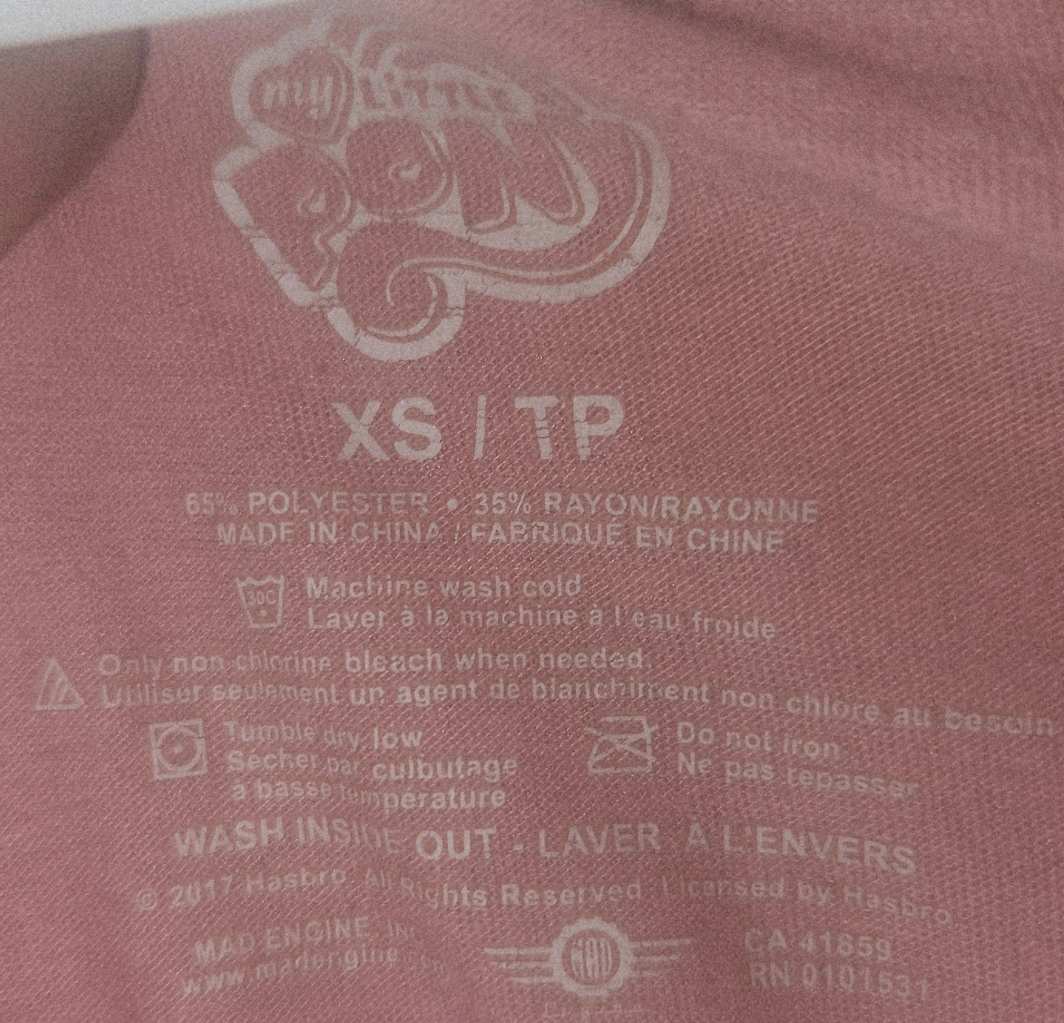 my LITTLE
PONY
XS / TP
65% POLYESTER • 35% RAYON/RAYONNE
MADE IN CHINA / FABRIQUÉ EN CHINE
30C
Machine wash cold
Laver à la machine à l'eau froide
Only non chlorine bleach when needed.
Utiliser seulement un agent de blanchiment non chloré au besoin
Tumble dry, low
Sécher par culbutage
à basse température
Do not iron
Ne pas repasser
WASH INSIDE OUT - LAVER À L'ENVERS
© 2017 Hasbro. All Rights Reserved. Licensed by Hasbro.
MAD ENGINE, INC
www.madengine.com
MAD
CA 41859
RN 0101531